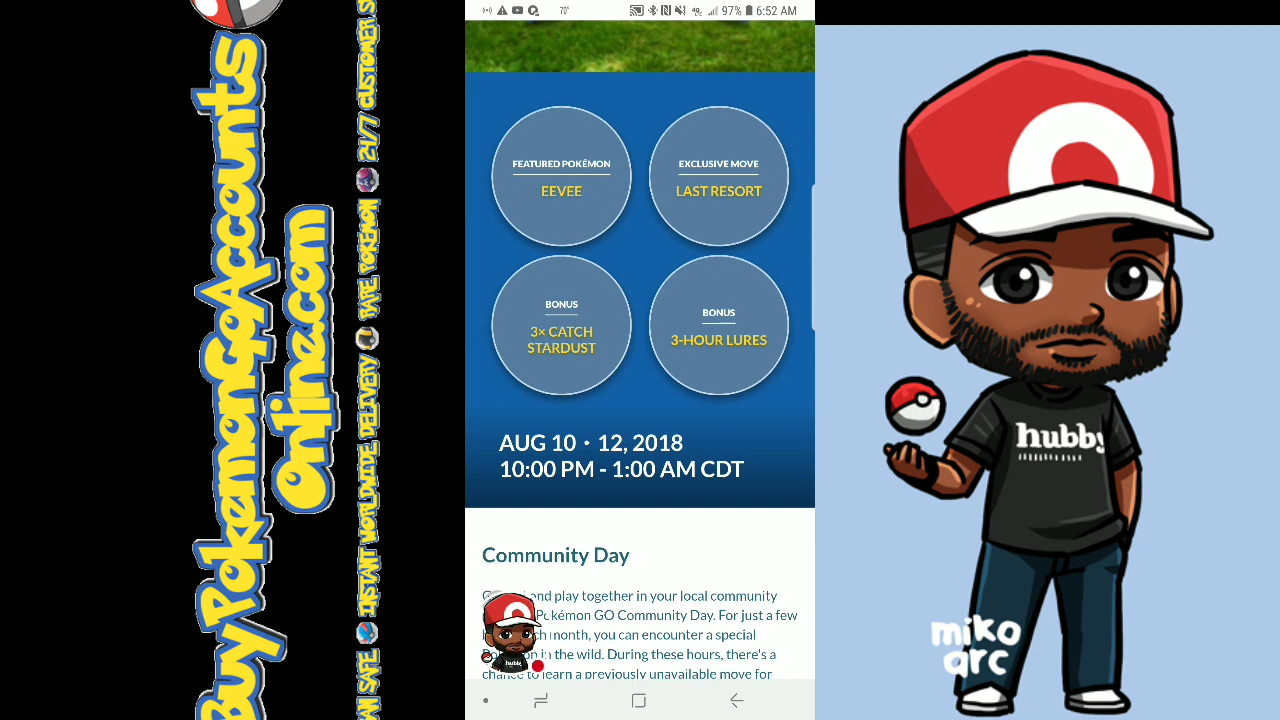 BuyPokemonGoAccounts
Online.com
SAFE
INSTANT WORLDWIDE DELIVERY
RARE POKEMON
24/7 CUSTOMER
70°
97%
6:52 AM
FEATURED POKÉMON
EEVEE
EXCLUSIVE MOVE
LAST RESORT
BONUS
3× CATCH
STARDUST
BONUS
3-HOUR LURES
AUG 10 • 12, 2018
10:00 PM - 1:00 AM CDT
Community Day
and play together in your local community
Pokémon GO Community Day. For just a few
month, you can encounter a special
in the wild. During these hours, there's a
chance to learn a previously unavailable move for
hubby
hubby
miko
arc